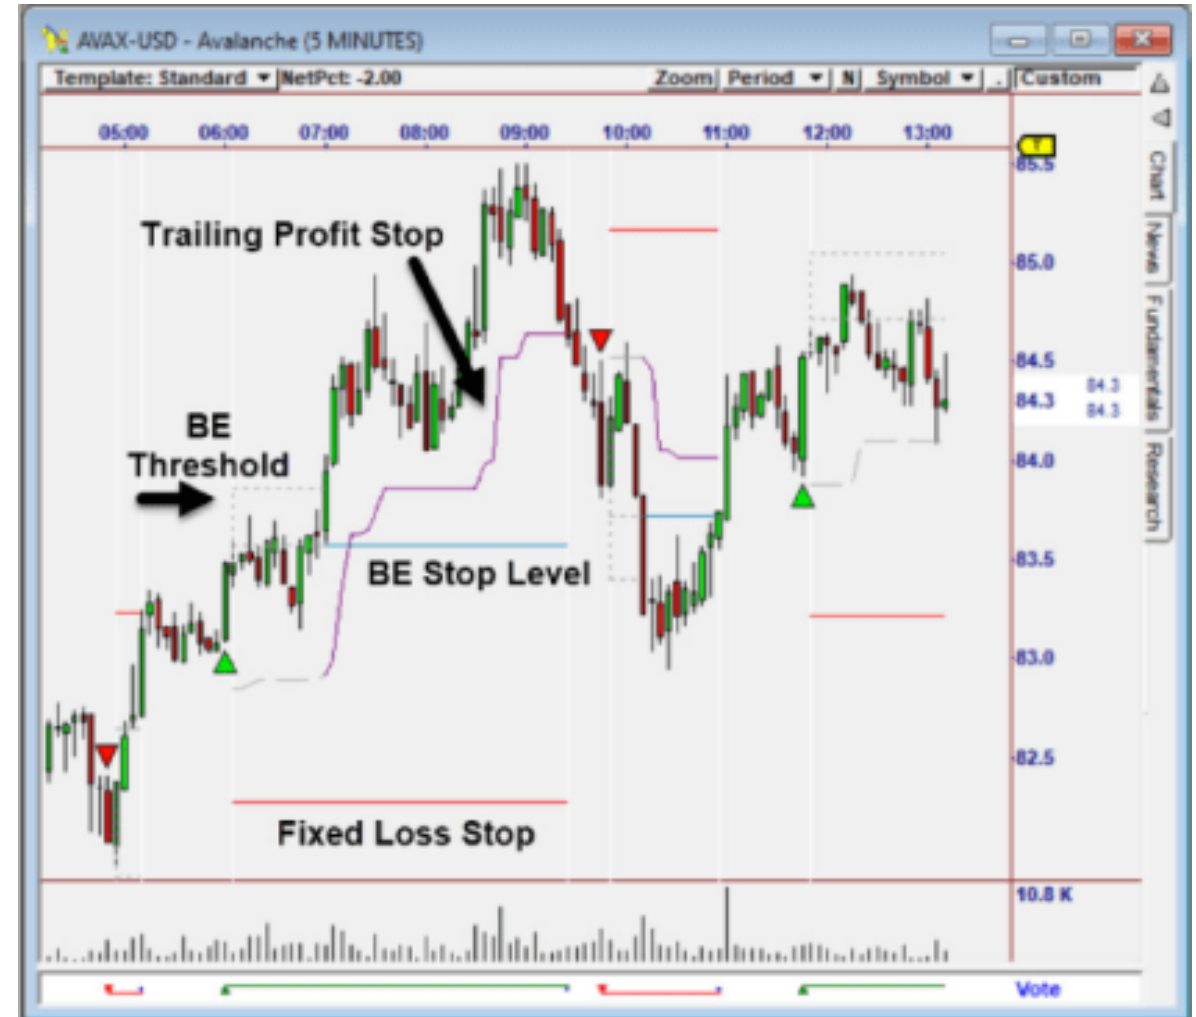 AVAX-USD - Avalanche (5 MINUTES)
Template: Standard NetPct: -2.00 Zoom Period N Symbol . Custom
05:00 06:00 07:00 08:00 09:00 10:00 11:00 12:00 13:00
T
85.5
Trailing Profit Stop
85.0
84.5
84.3 84.3
84.3
BE
Threshold
84.0
83.5
BE Stop Level
83.0
82.5
Fixed Loss Stop
10.8 K
Vote
Chart
News
Fundamentals
Research